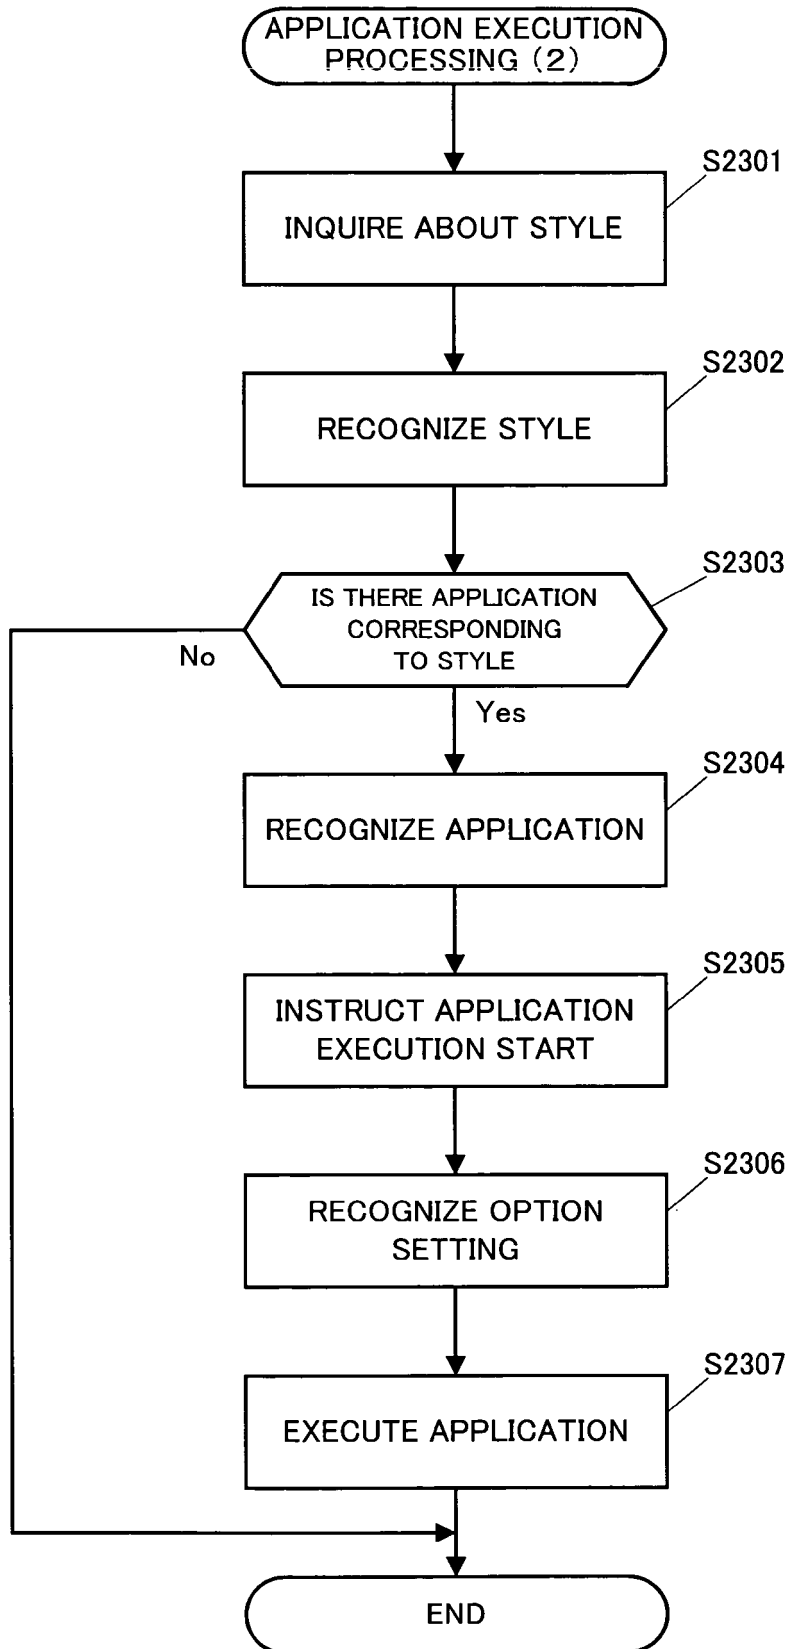 APPLICATION EXECUTION
PROCESSING (2)
S2301
INQUIRE ABOUT STYLE
S2302
RECOGNIZE STYLE
S2303
IS THERE APPLICATION
CORRESPONDING
TO STYLE
No
Yes
S2304
RECOGNIZE APPLICATION
S2305
INSTRUCT APPLICATION
EXECUTION START
S2306
RECOGNIZE OPTION
SETTING
S2307
EXECUTE APPLICATION
END